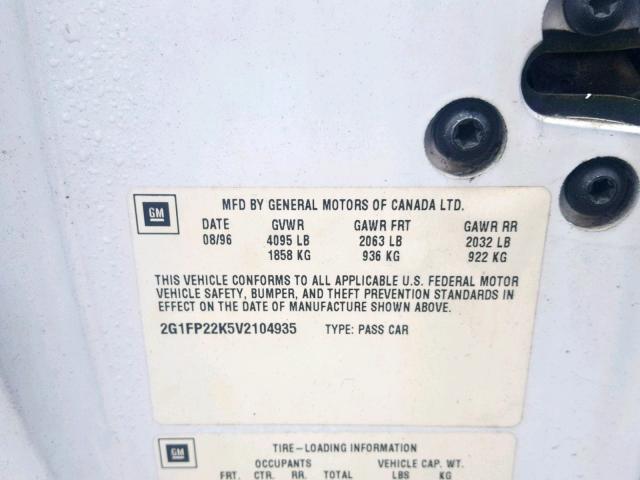 GM
MFD BY GENERAL MOTORS OF CANADA LTD.
DATE GVWR GAWR FRT GAWR RR
08/96 4095 LB 2063 LB 2032 LB
1858 KG 936 KG 922 KG
THIS VEHICLE CONFORMS TO ALL APPLICABLE U.S. FEDERAL MOTOR
VEHICLE SAFETY, BUMPER, AND THEFT PREVENTION STANDARDS IN
EFFECT ON THE DATE OF MANUFACTURE SHOWN ABOVE.
2G1FP22K5V2104935 TYPE: PASS CAR
GM
TIRE-LOADING INFORMATION
OCCUPANTS VEHICLE CAP. WT.
FRT. CTR. RR. TOTAL LBS KG